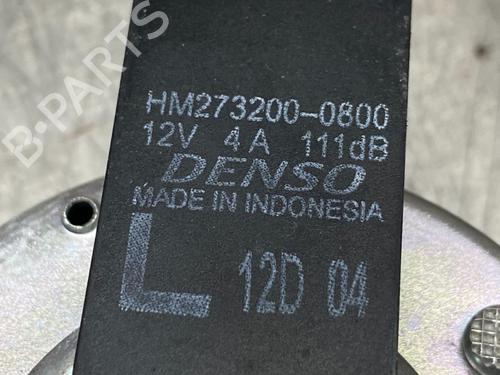 B-PARTS
HM273200-0800
12V 4A 111dB
DENSO
MADE IN INDONESIA
L 12D 04